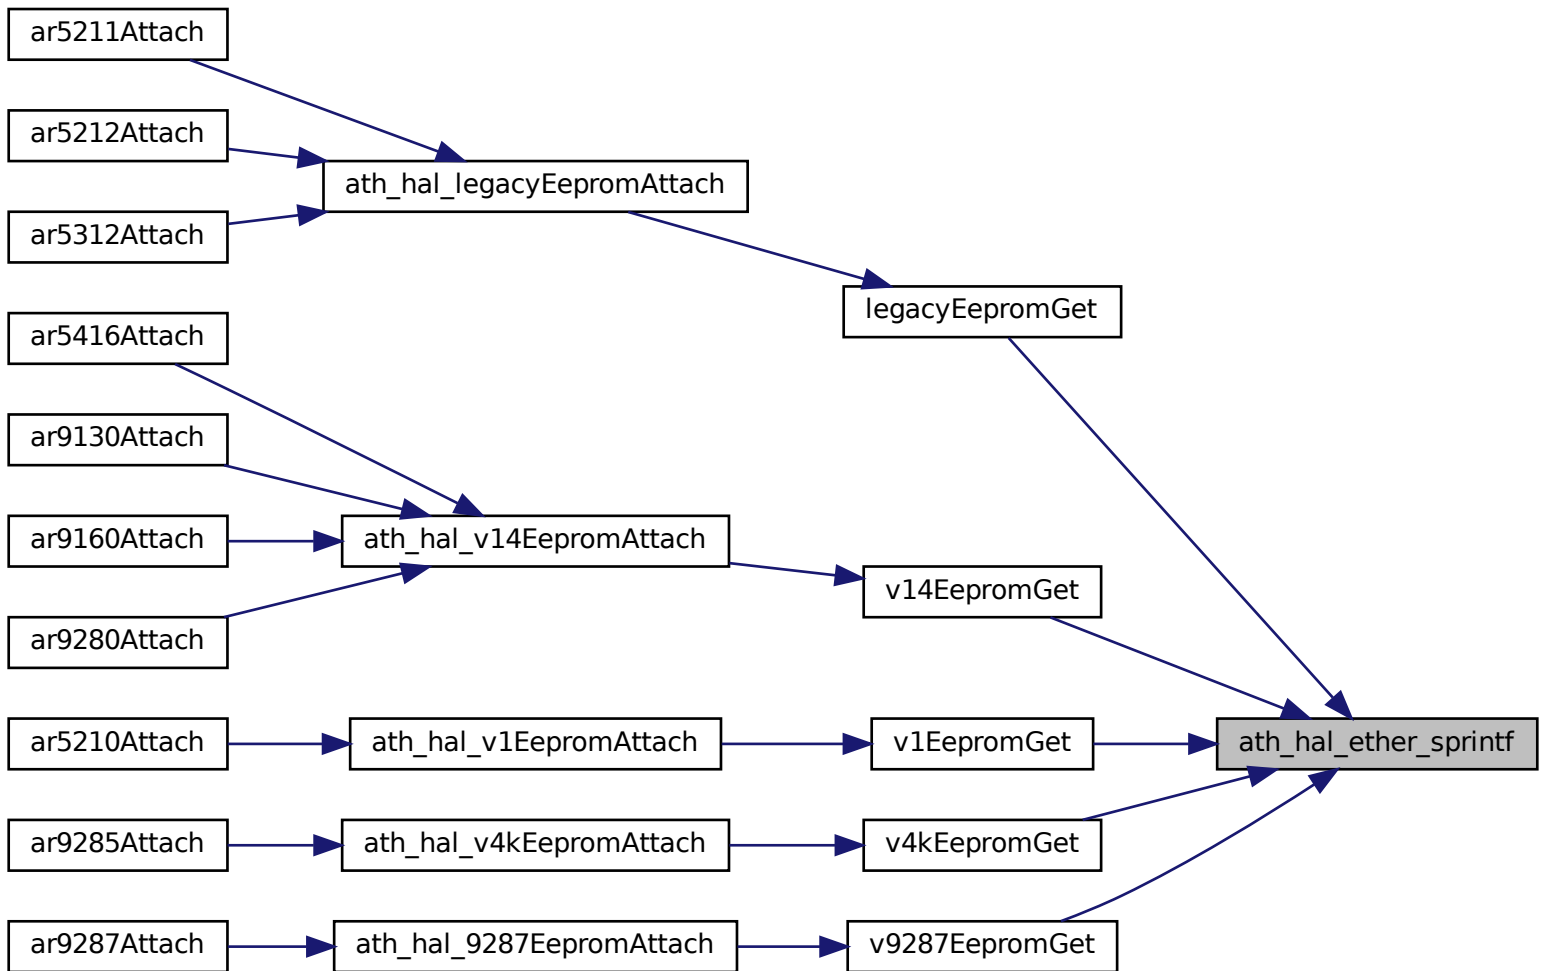 ar5211Attach
ar5212Attach
ath_hal_legacyEepromAttach
ar5312Attach
legacyEepromGet
ar5416Attach
ar9130Attach
ar9160Attach
ath_hal_v14EepromAttach
v14EepromGet
ar9280Attach
ar5210Attach
ath_hal_v1EepromAttach
v1EepromGet
ath_hal_ether_sprintf
ar9285Attach
ath_hal_v4kEepromAttach
v4kEepromGet
ar9287Attach
ath_hal_9287EepromAttach
v9287EepromGet